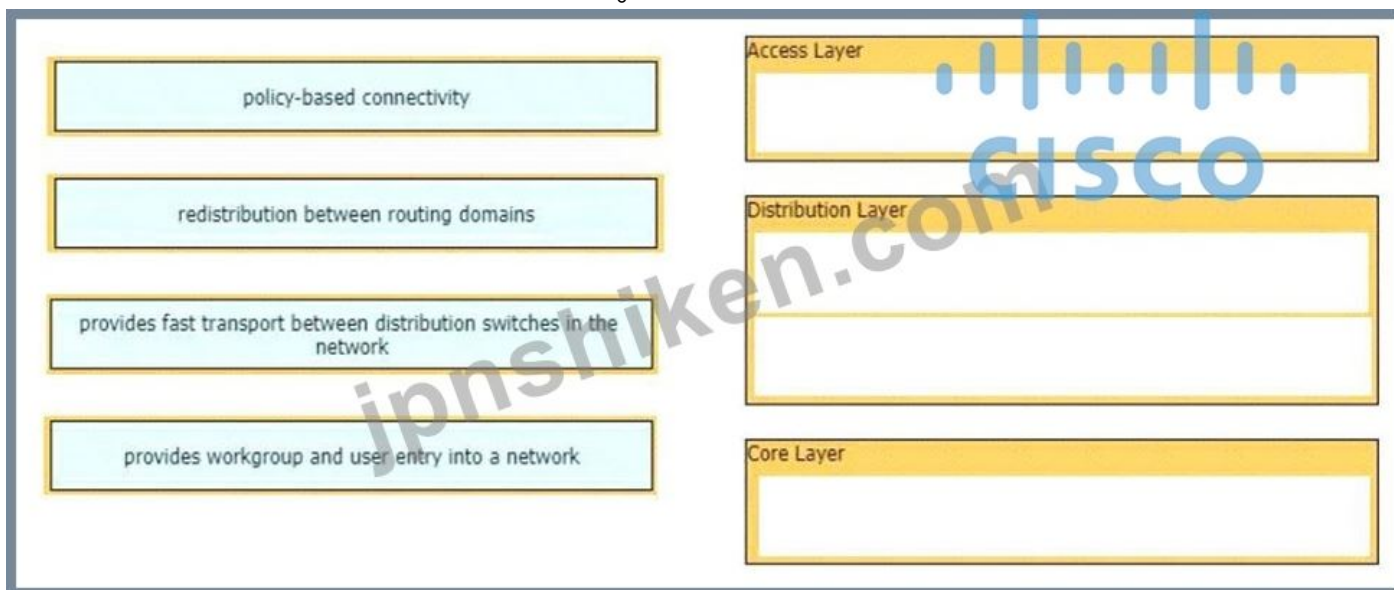 policy-based connectivity
redistribution between routing domains
provides fast transport between distribution switches in the
network
provides workgroup and user entry into a network
Access Layer
Distribution Layer
Core Layer
CISCO
jpnshiken.com